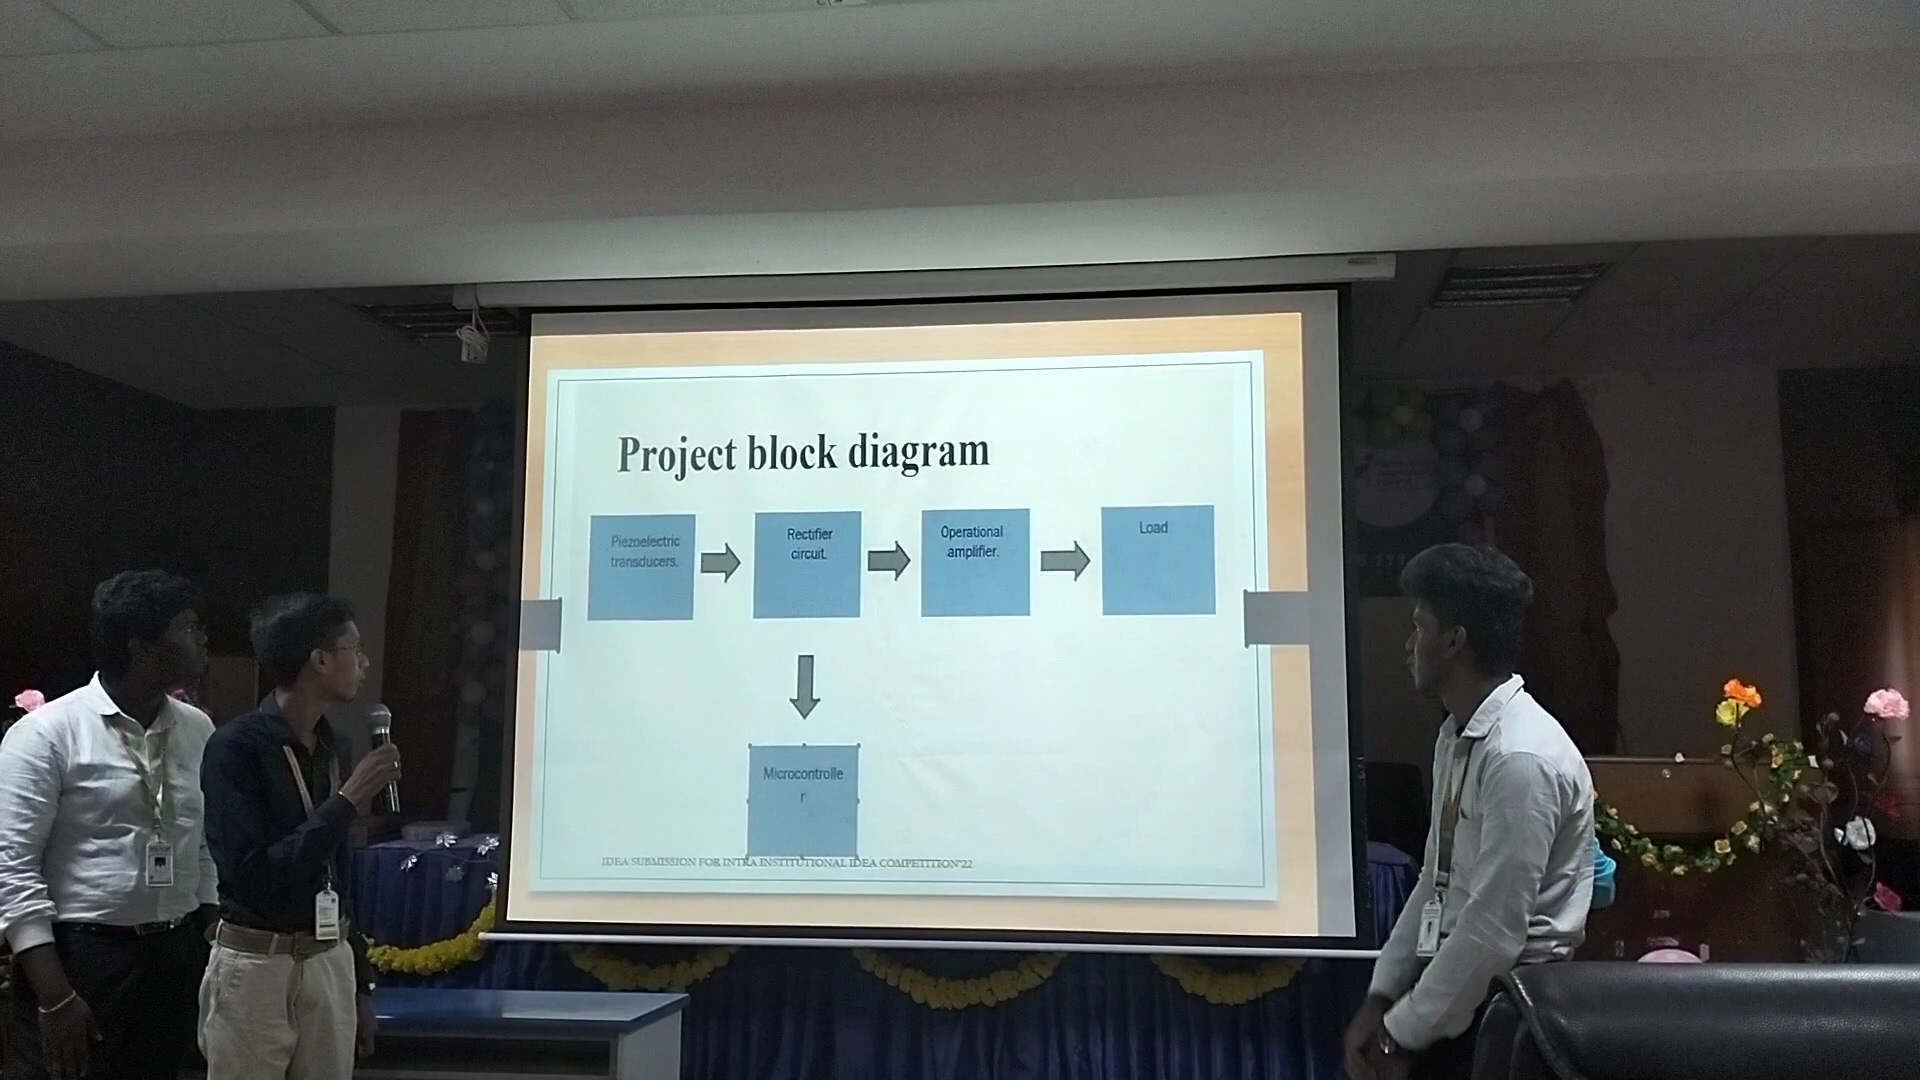 Project block diagram
Piezoelectric
transducers.
Rectifier
circuit.
Operational
amplifier.
Load
Microcontrolle
r
IDEA SUBMISSION FOR INTRA INSTITUTIONAL IDEA COMPETITION'22